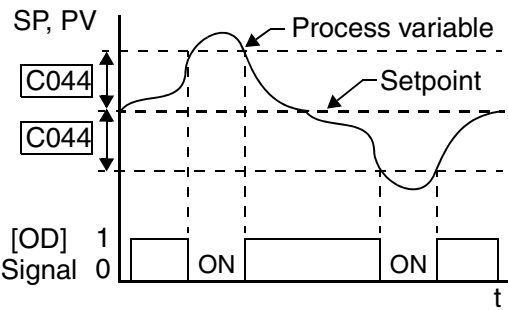 SP, PV
Process variable
C044
Setpoint
C044
[OD] 1
Signal 0
ON
ON
t